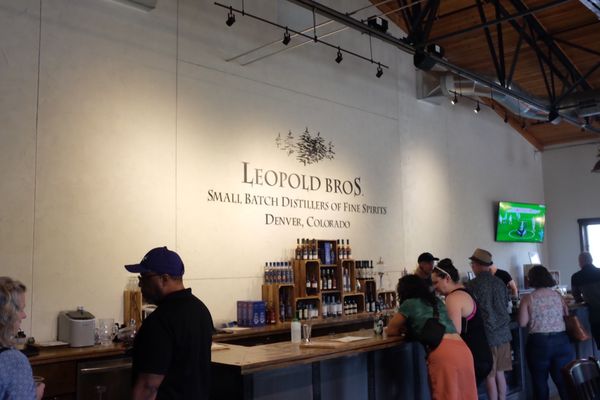 LEOPOLD BROS.
SMALL BATCH DISTILLERS OF FINE SPIRITS
DENVER, COLORADO